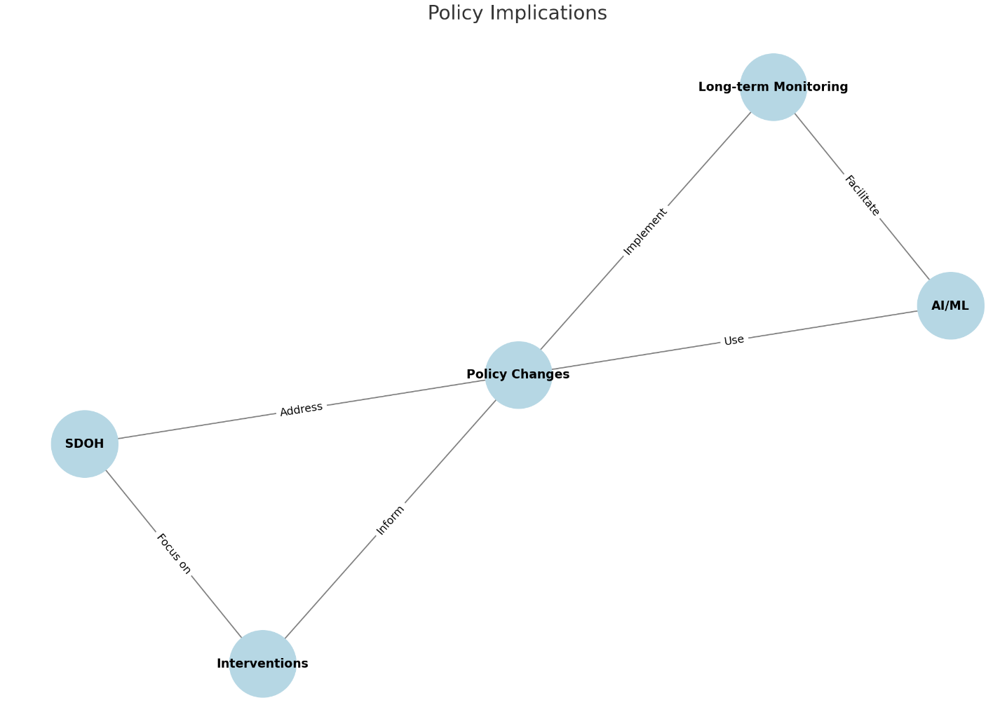 Policy Implications
Long-term Monitoring
Facilitate
Implement
AI/ML
Use
Policy Changes
Address
SDOH
Inform
Focus on
Interventions